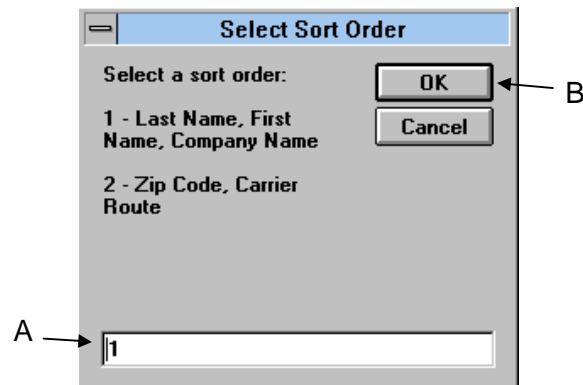 Select Sort Order
Select a sort order:
OK
B
1 - Last Name, First
Name, Company Name
Cancel
2 - Zip Code, Carrier
Route
A
1